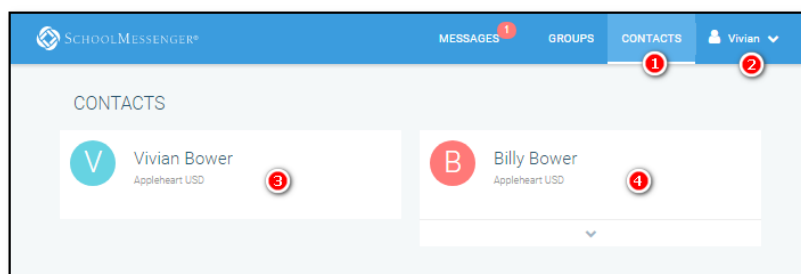 SCHOOLMESSENGER®
MESSAGES 1 GROUPS CONTACTS Vivian
1 2
CONTACTS
V Vivian Bower
Appleheart USD 3
B Billy Bower
Appleheart USD 4